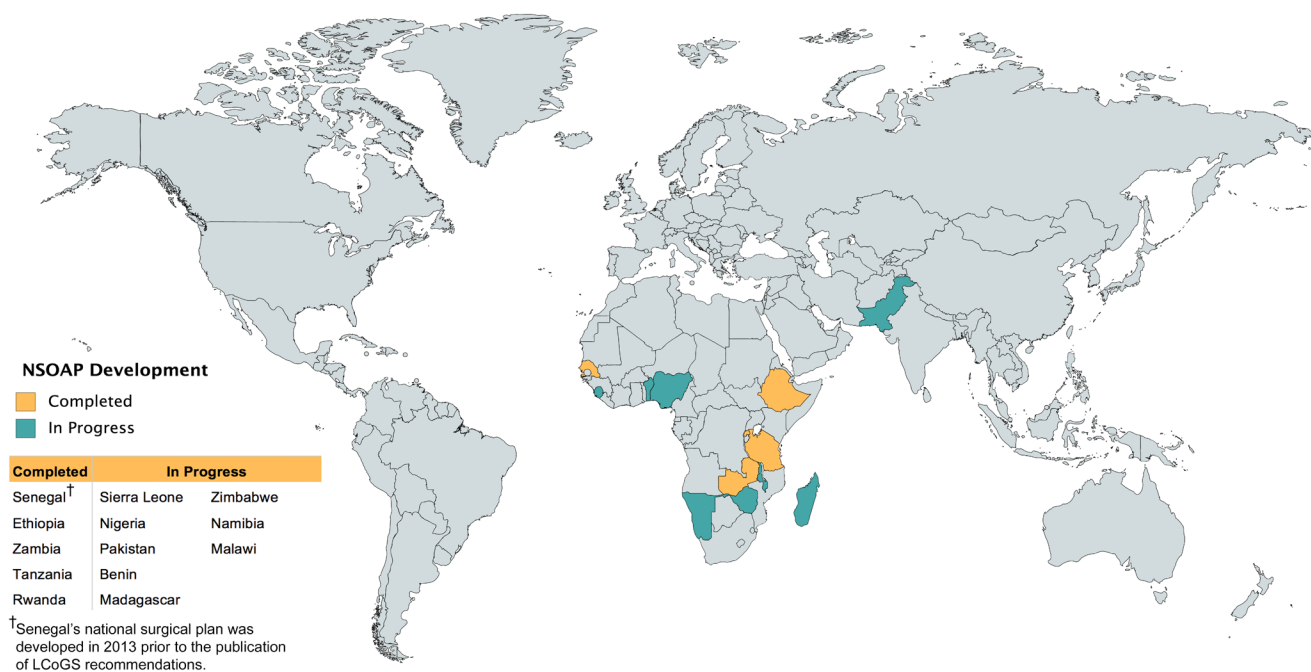 NSOAP Development
Completed
In Progress
Completed In Progress
Senegal† Sierra Leone Zimbabwe
Ethiopia Nigeria Namibia
Zambia Pakistan Malawi
Tanzania Benin
Rwanda Madagascar
†Senegal's national surgical plan was
developed in 2013 prior to the publication
of LCoGS recommendations.